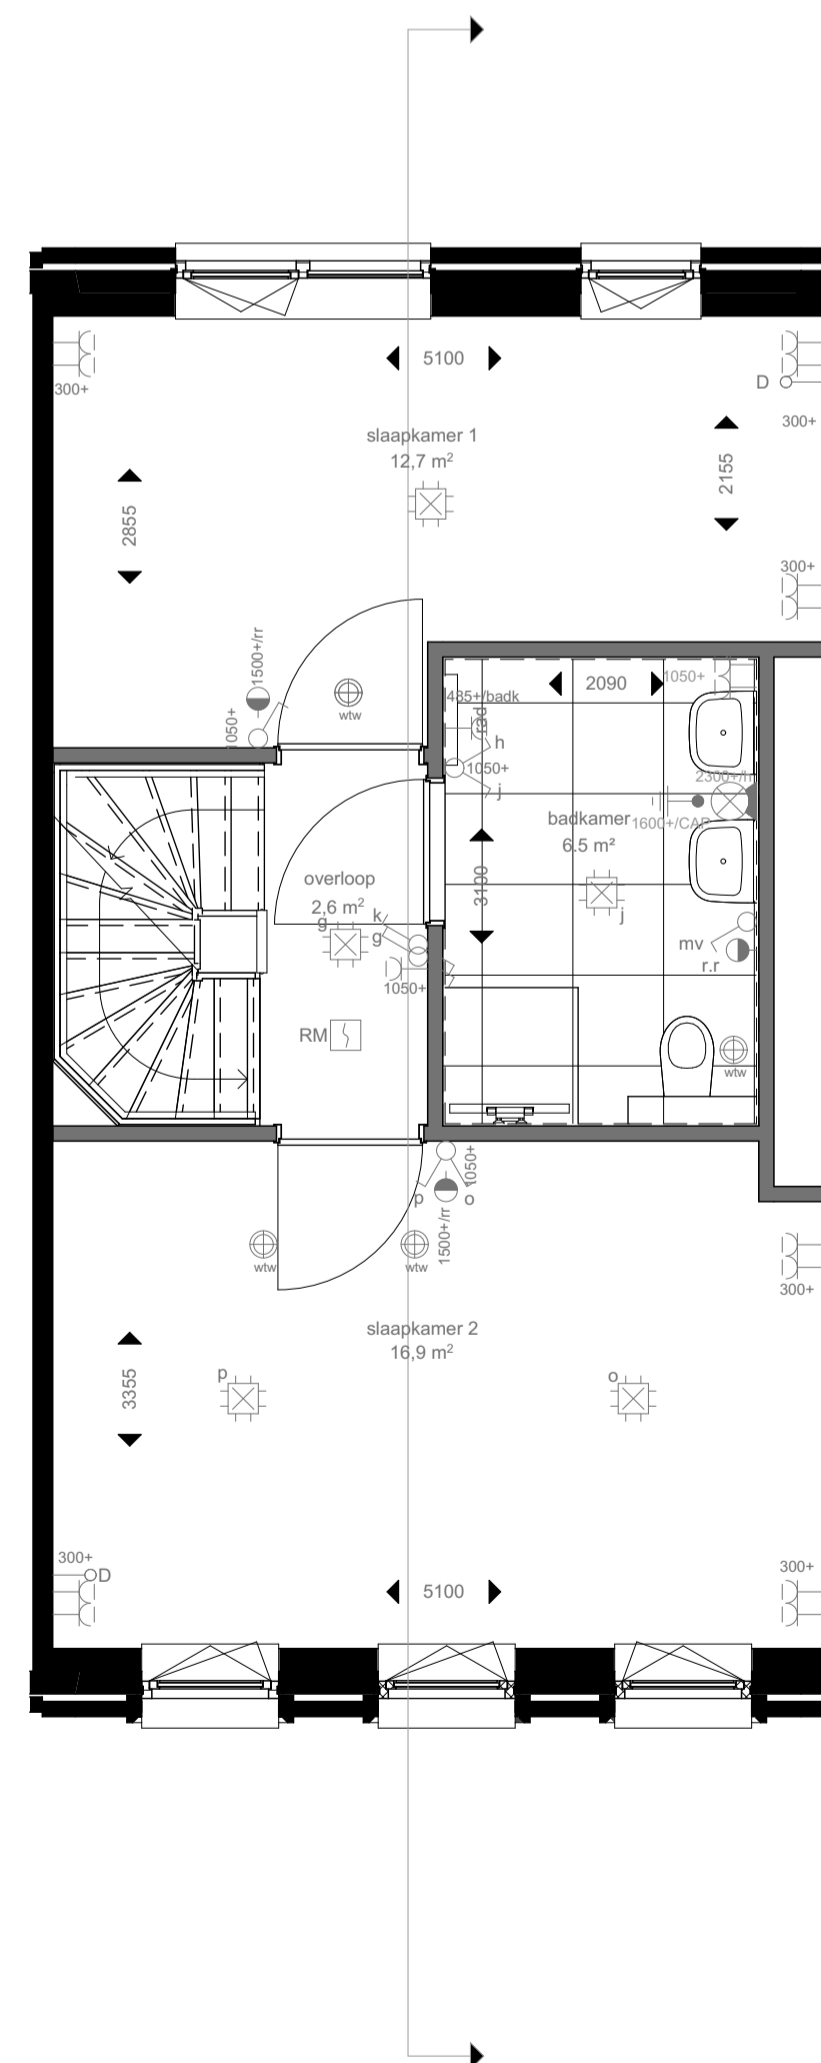 5100
300+
D
300+
slaapkamer 1
12,7 m²
2155
2855
300+
1500+/rr
1050+
wtw
2090
1050+
485+/badk
rad
h
1050+
j
2300+/h
1600+/CAP
badkamer
6.5 m²
3100
j
overloop
2,6 m²
g
k
g
1050+
mv
r.r
RM
wtw
1050+
p
o
1500+/rr
wtw
wtw
300+
slaapkamer 2
16,9 m²
p
o
3355
300+
D
5100
300+